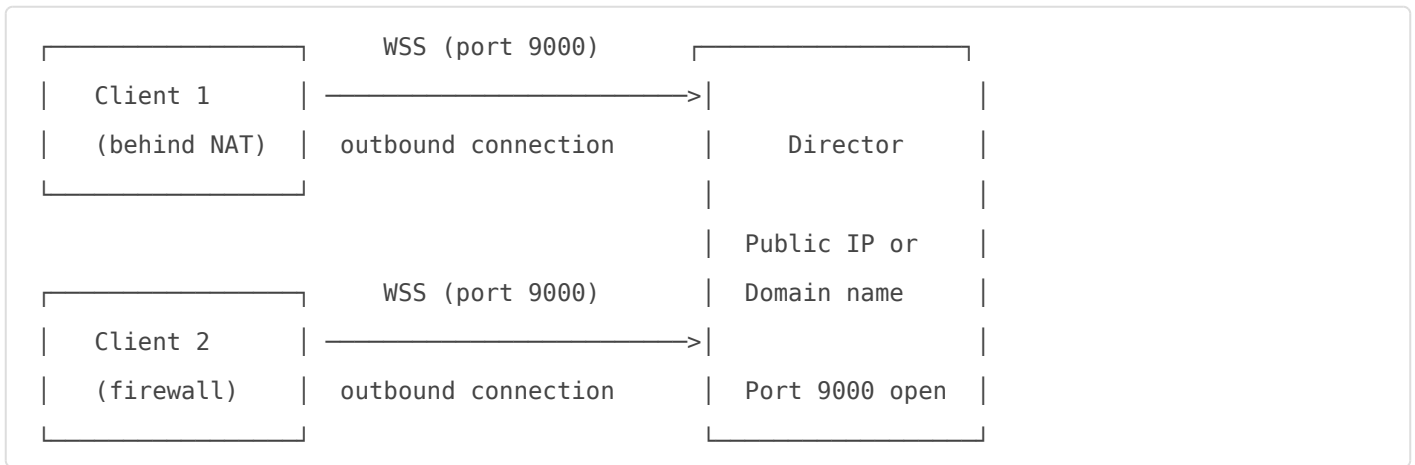 WSS (port 9000)
Client 1 ─────────────────────────>
(behind NAT) outbound connection Director
Public IP or
WSS (port 9000) Domain name
Client 2 ─────────────────────────>
(firewall) outbound connection Port 9000 open